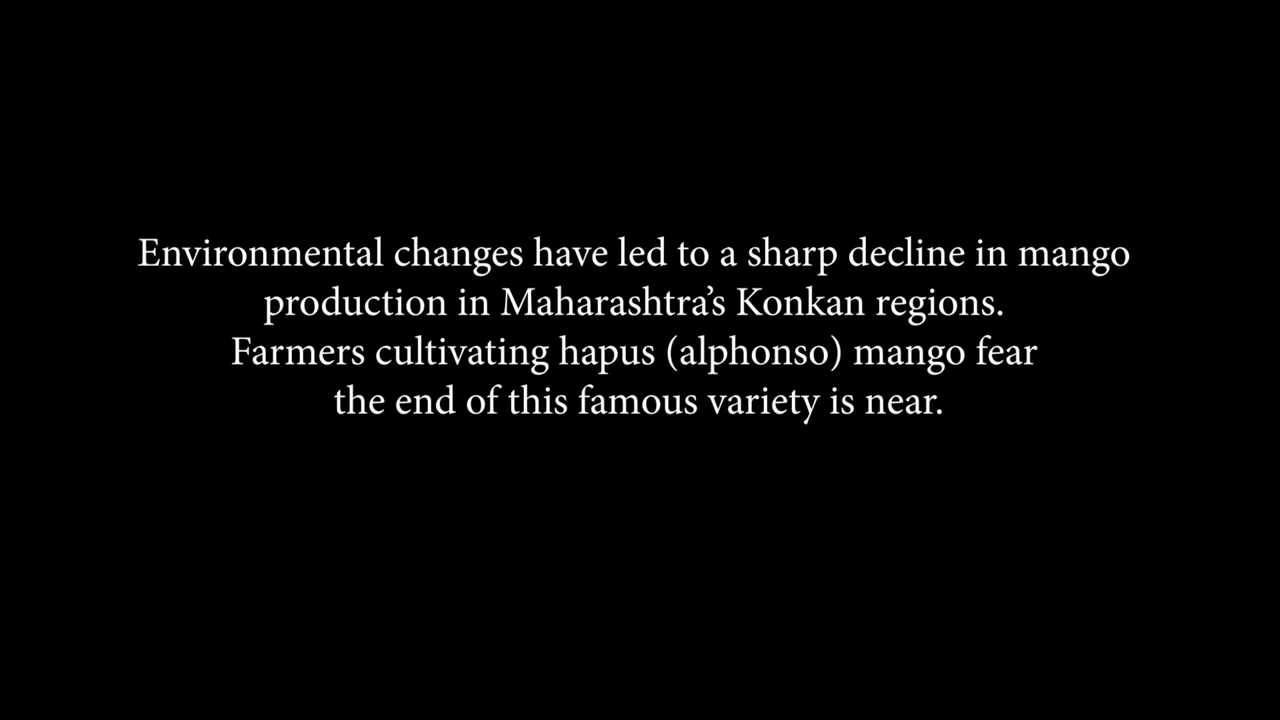 Environmental changes have led to a sharp decline in mango
production in Maharashtra’s Konkan regions.
Farmers cultivating hapus (alphonso) mango fear
the end of this famous variety is near.